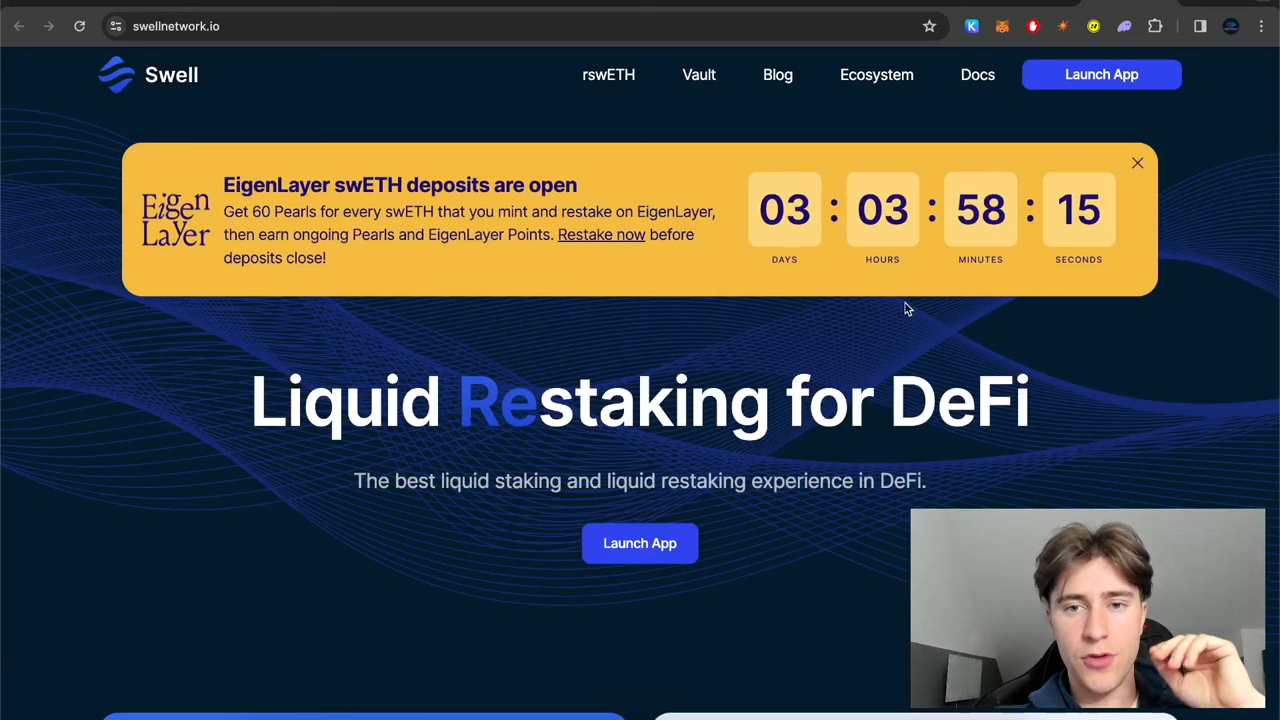 swellnetwork.io
Swell
rswETH
Vault
Blog
Ecosystem
Docs
Launch App
Eigen
Layer
EigenLayer swETH deposits are open
Get 60 Pearls for every swETH that you mint and restake on EigenLayer,
then earn ongoing Pearls and EigenLayer Points. Restake now before
deposits close!
03 : 03 : 58 : 15
DAYS HOURS MINUTES SECONDS
Liquid Restaking for DeFi
The best liquid staking and liquid restaking experience in DeFi.
Launch App